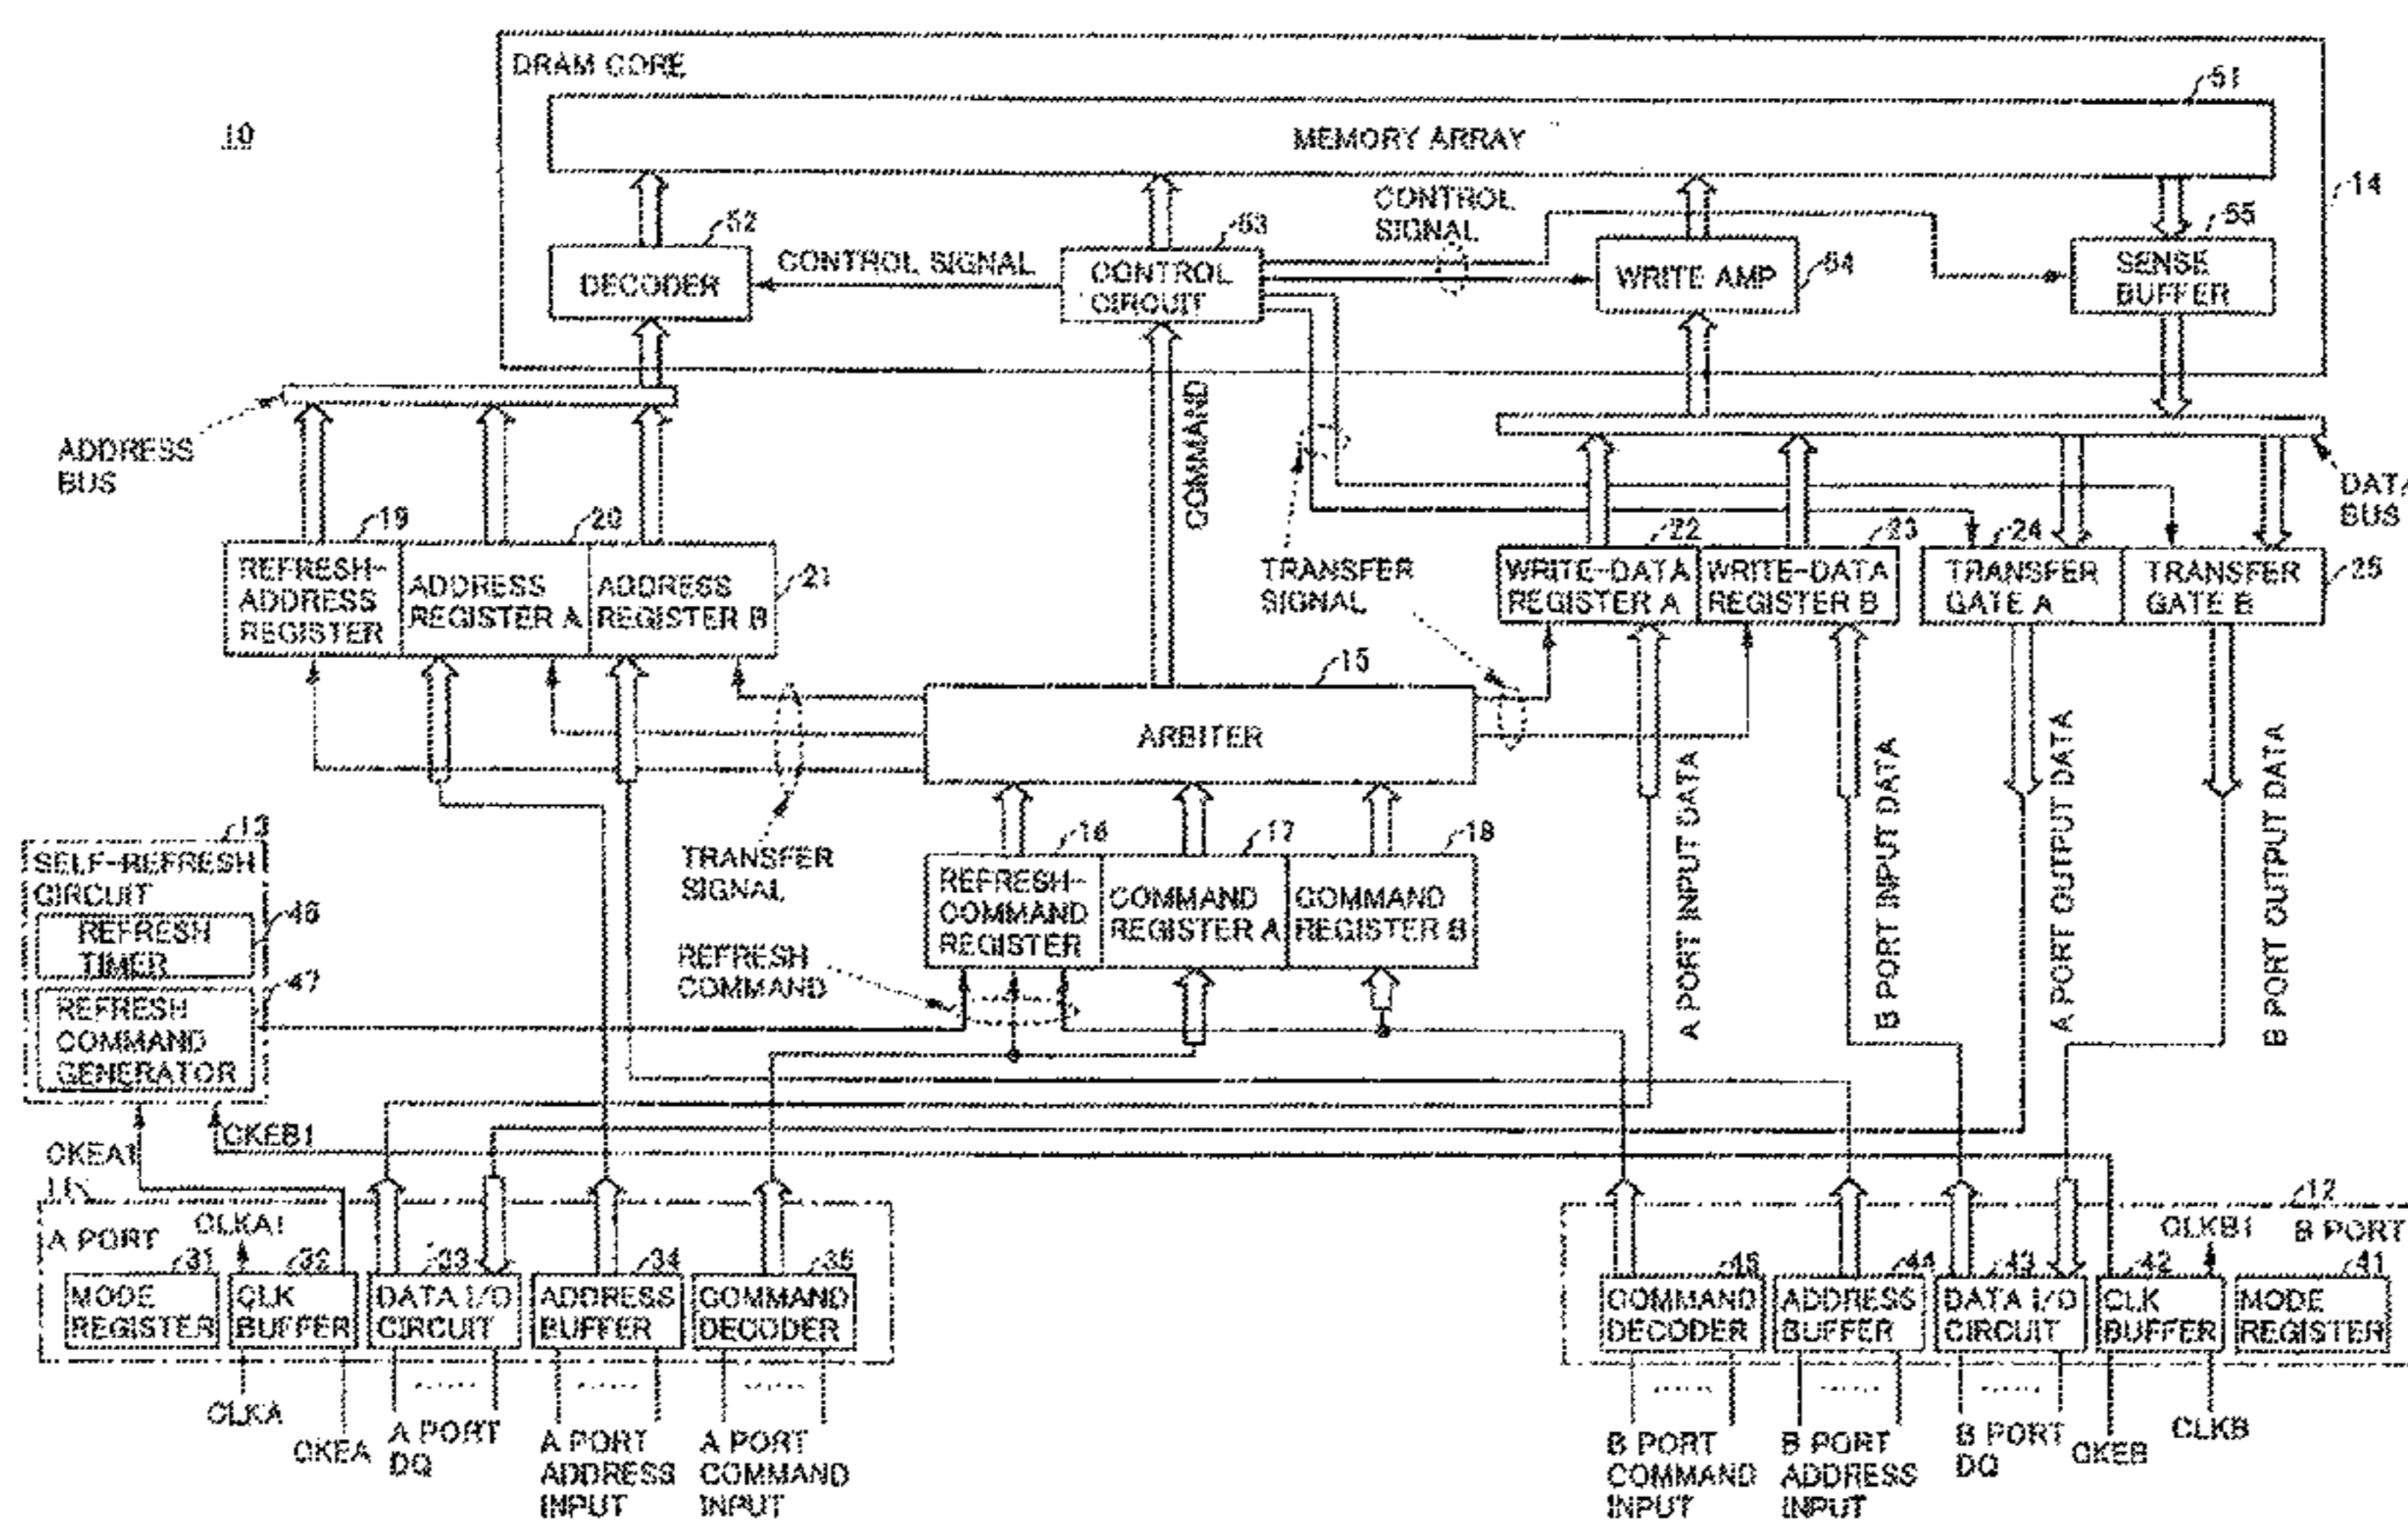 DRAM CORE
51
10
MEMORY ARRAY
14
CONTROL
SIGNAL
52
53
55
DECODER
CONTROL SIGNAL
CONTROL
CIRCUIT
WRITE AMP
54
SENSE
BUFFER
ADDRESS
BUS
COMMAND
DATA
BUS
19
20
21
22
23
24
25
REFRESH-
ADDRESS
REGISTER
ADDRESS
REGISTER A
ADDRESS
REGISTER B
TRANSFER
SIGNAL
WRITE-DATA
REGISTER A
WRITE-DATA
REGISTER B
TRANSFER
GATE A
TRANSFER
GATE B
15
ARBITER
A PORT INPUT DATA
B PORT INPUT DATA
A PORT OUTPUT DATA
B PORT OUTPUT DATA
13
SELF-REFRESH
CIRCUIT
46
REFRESH
TIMER
47
REFRESH
COMMAND
GENERATOR
TRANSFER
SIGNAL
16
17
18
REFRESH-
COMMAND
REGISTER
COMMAND
REGISTER A
COMMAND
REGISTER B
REFRESH
COMMAND
CKEA1
CKEB1
11
A PORT
CLKA1
31
32
33
34
35
MODE
REGISTER
CLK
BUFFER
DATA I/O
CIRCUIT
ADDRESS
BUFFER
COMMAND
DECODER
CLKA
CKEA
A PORT
DQ
A PORT
ADDRESS
INPUT
A PORT
COMMAND
INPUT
12
CLKB1
B PORT
45
44
43
42
41
COMMAND
DECODER
ADDRESS
BUFFER
DATA I/O
CIRCUIT
CLK
BUFFER
MODE
REGISTER
B PORT
COMMAND
INPUT
B PORT
ADDRESS
INPUT
B PORT
DQ
CKEB
CLKB